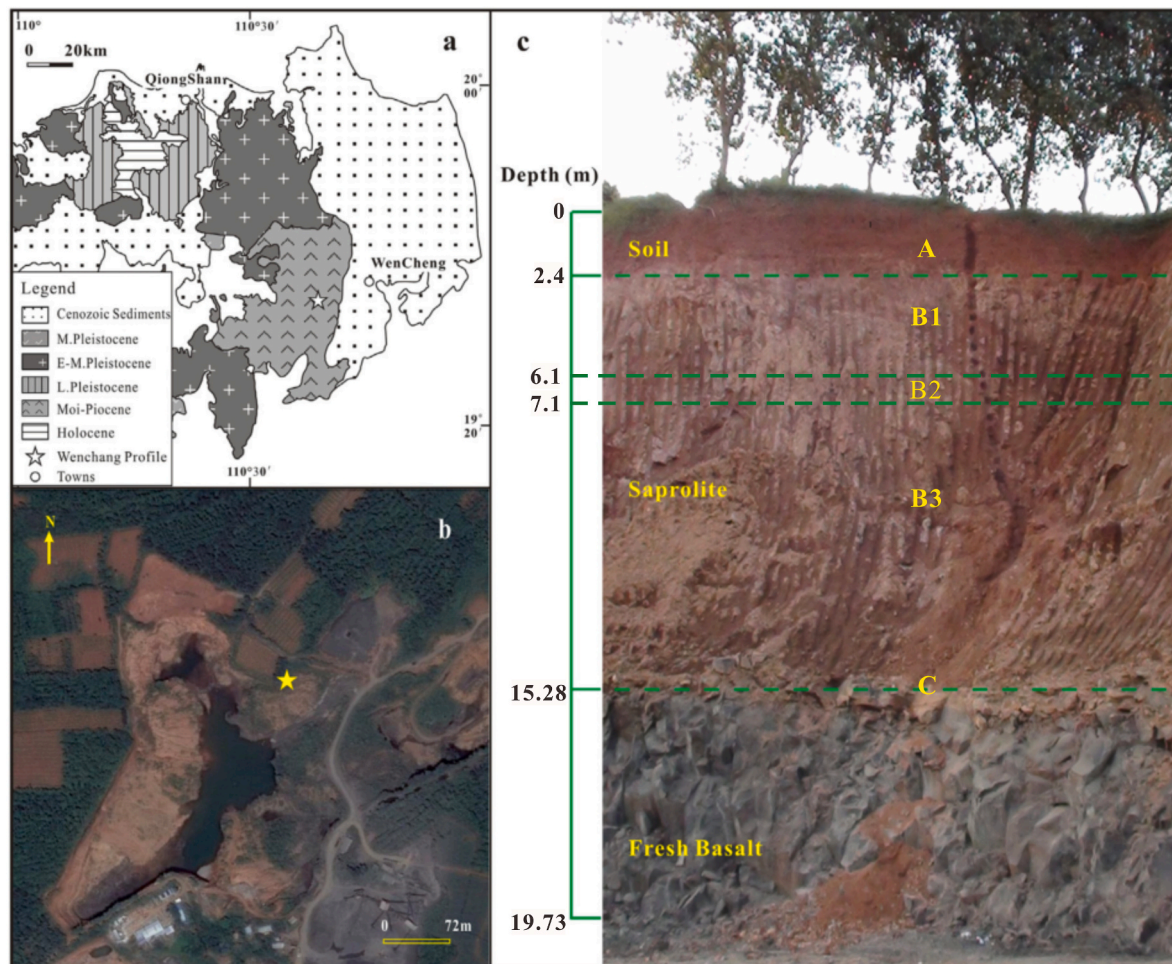 110°
110°30′
a
0 20km
QiongShan
20°
00′
WenCheng
Legend
Cenozoic Sediments
M.Pleistocene
E-M.Pleistocene
L.Pleistocene
Moi-Piocene
Holocene
Wenchang Profile
Towns
19°
20′
110°30′
b
N
0 72m
c
Depth (m)
0
Soil
A
2.4
B1
6.1
B2
7.1
Saprolite
B3
15.28
C
Fresh Basalt
19.73